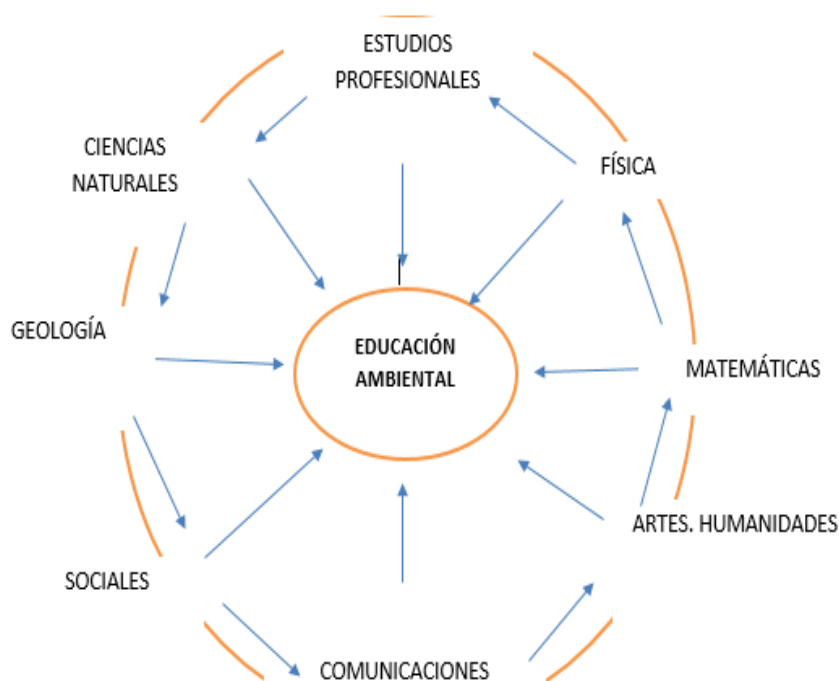 ESTUDIOS
PROFESIONALES
CIENCIAS
NATURALES
FÍSICA
GEOLOGÍA
EDUCACIÓN
AMBIENTAL
MATEMÁTICAS
ARTES. HUMANIDADES
SOCIALES
COMUNICACIONES